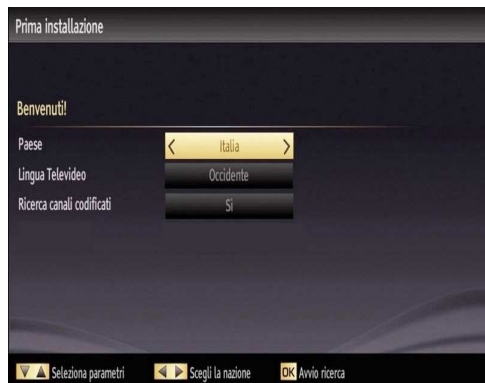 Prima installazione
Benvenuti!
Paese Italia
Lingua Televideo Occidente
Ricerca canali codificati Sì
Seleziona parametri Scegli la nazione OK Avvio ricerca